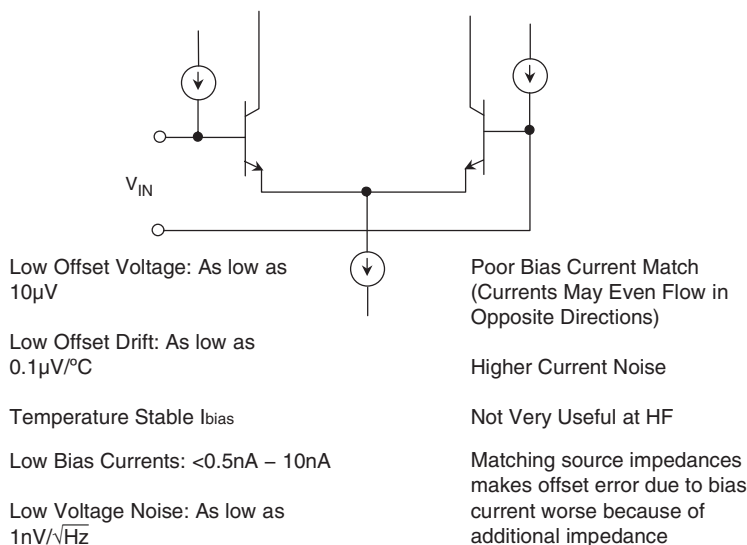 V_IN
Low Offset Voltage: As low as
10µV
Low Offset Drift: As low as
0.1µV/ºC
Temperature Stable Ibias
Low Bias Currents: <0.5nA – 10nA
Low Voltage Noise: As low as
1nV/√Hz
Poor Bias Current Match
(Currents May Even Flow in
Opposite Directions)
Higher Current Noise
Not Very Useful at HF
Matching source impedances
makes offset error due to bias
current worse because of
additional impedance